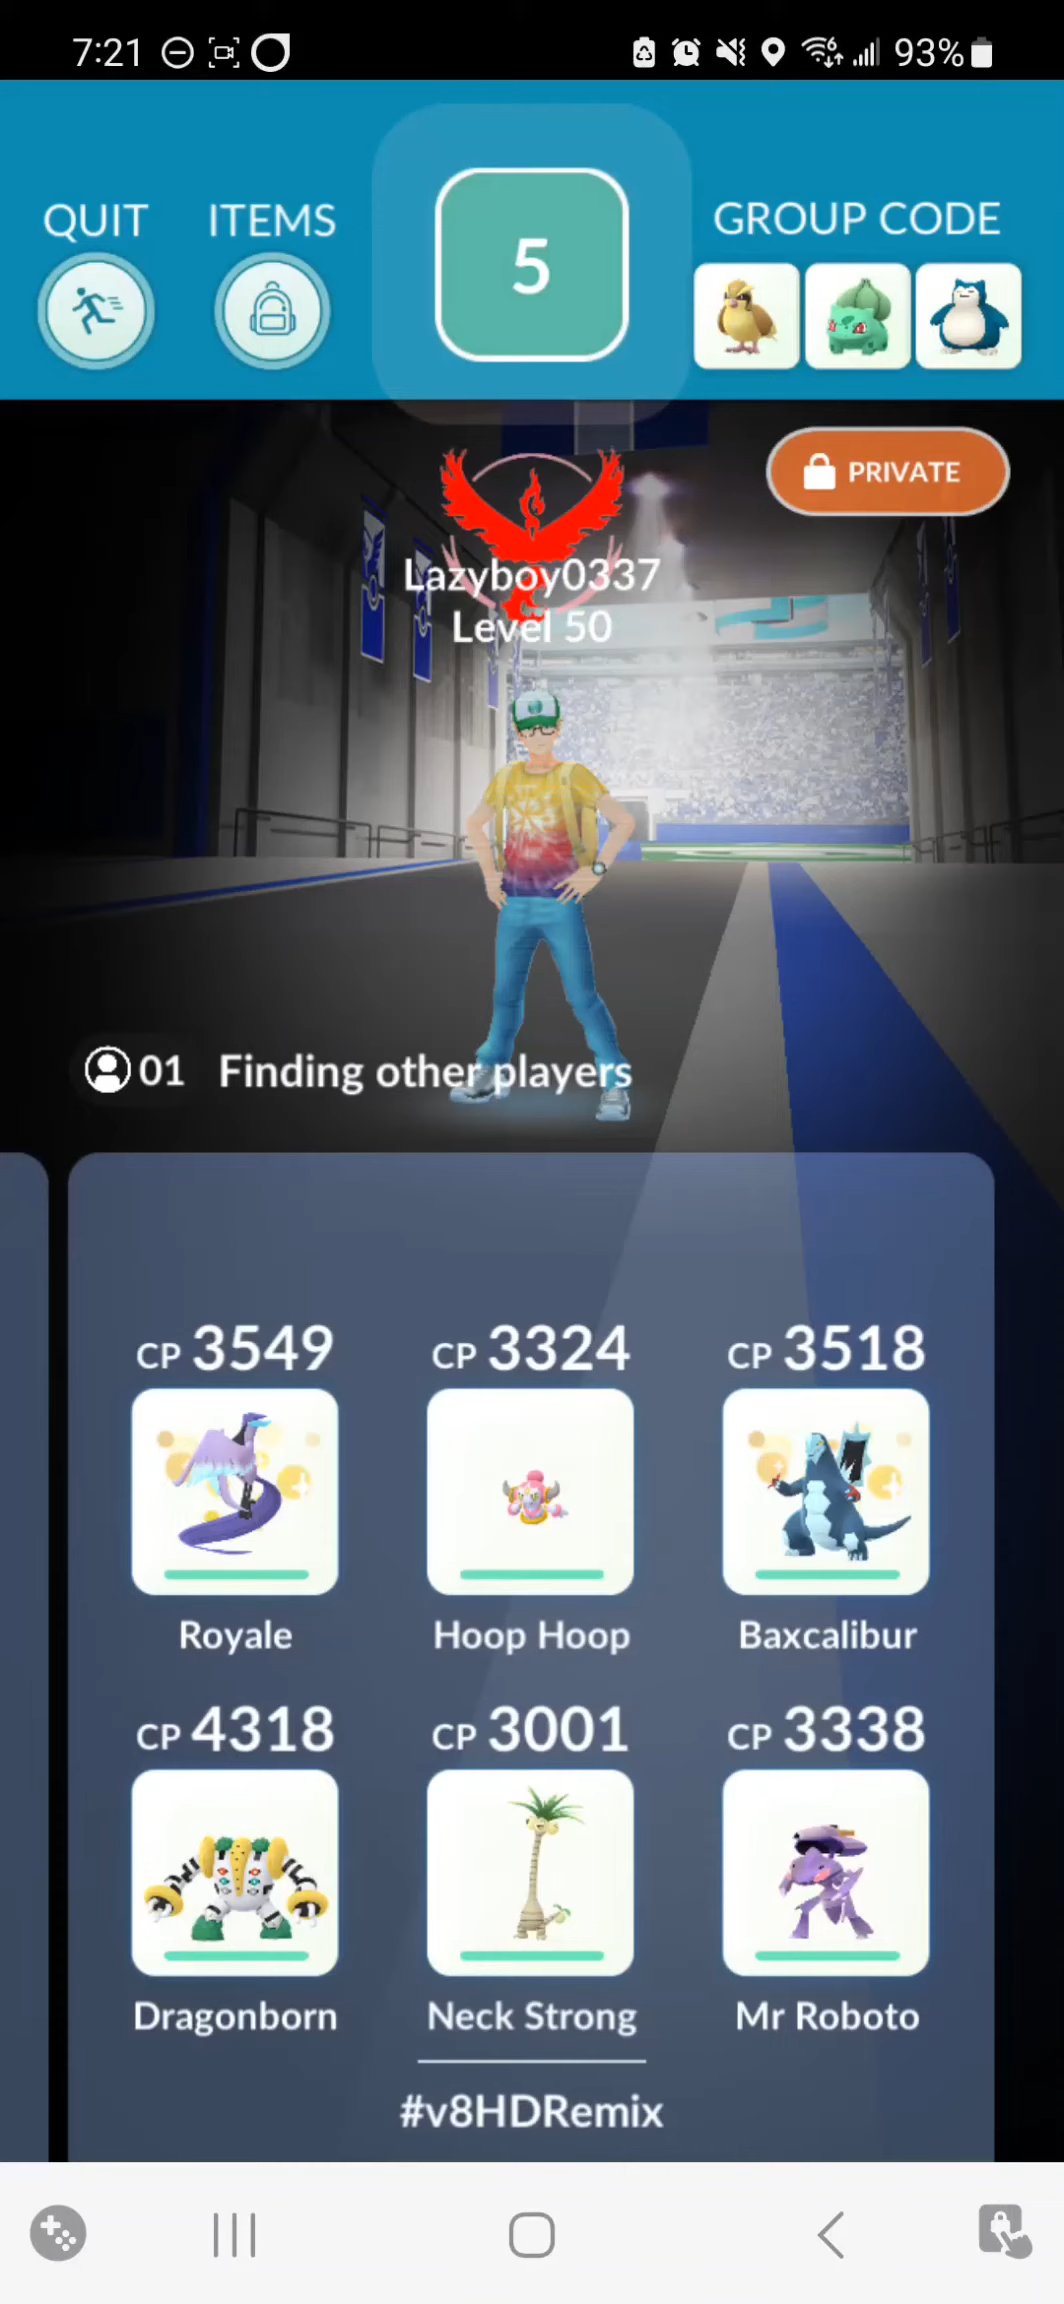 7:21
93%
QUIT
ITEMS
5
GROUP CODE
PRIVATE
Lazyboy0337
Level 50
01 Finding other players
CP 3549
CP 3324
CP 3518
Royale
Hoop Hoop
Baxcalibur
CP 4318
CP 3001
CP 3338
Dragonborn
Neck Strong
Mr Roboto
#v8HDRemix